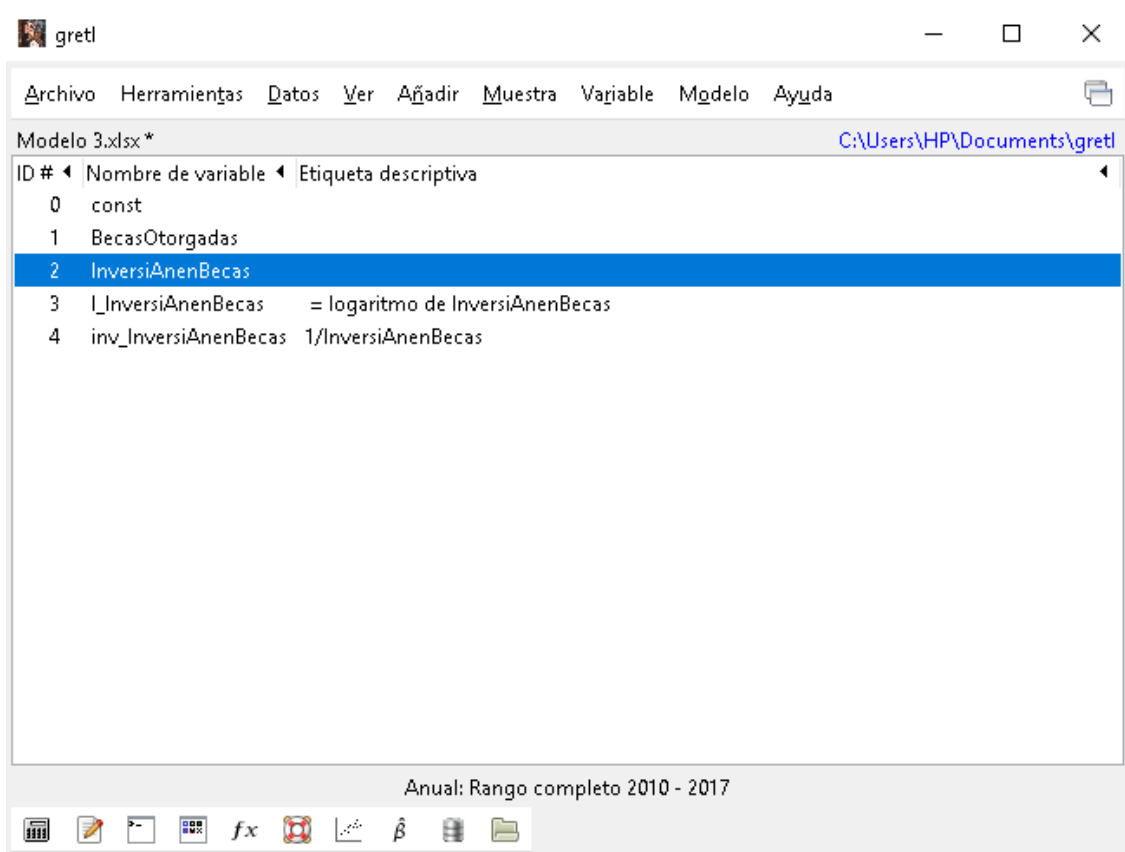 gretl
Archivo Herramientas Datos Ver Añadir Muestra Variable Modelo Ayuda
Modelo 3.xlsx * C:\Users\HP\Documents\gretl
ID # Nombre de variable Etiqueta descriptiva
0 const
1 BecasOtorgadas
2 InversiAnenBecas
3 l_InversiAnenBecas = logaritmo de InversiAnenBecas
4 inv_InversiAnenBecas 1/InversiAnenBecas
Anual: Rango completo 2010 - 2017
fx β̂